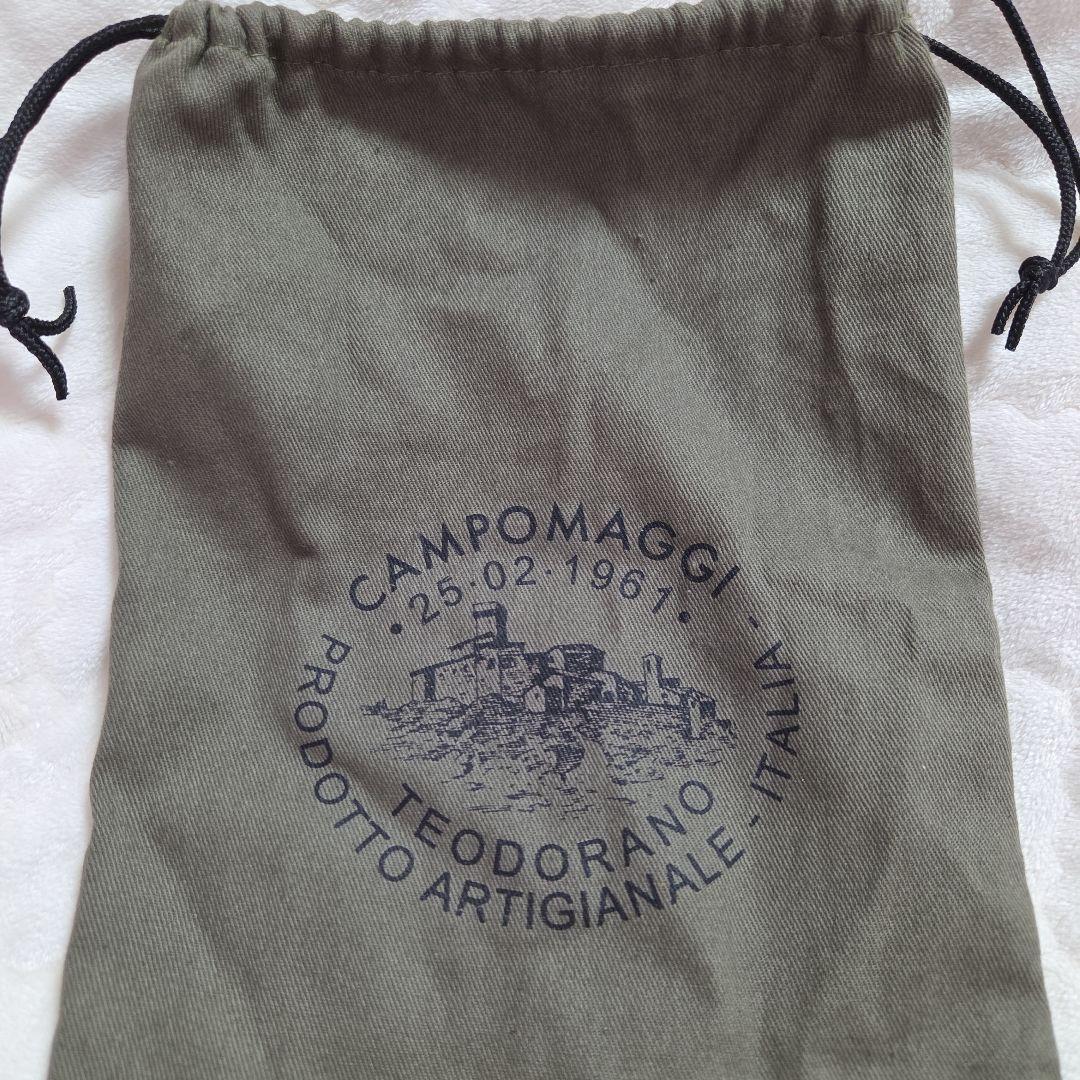 CAMPOMAGGI
• 25·02·1961 •
TEODORANO
PRODOTTO ARTIGIANALE - ITALIA -